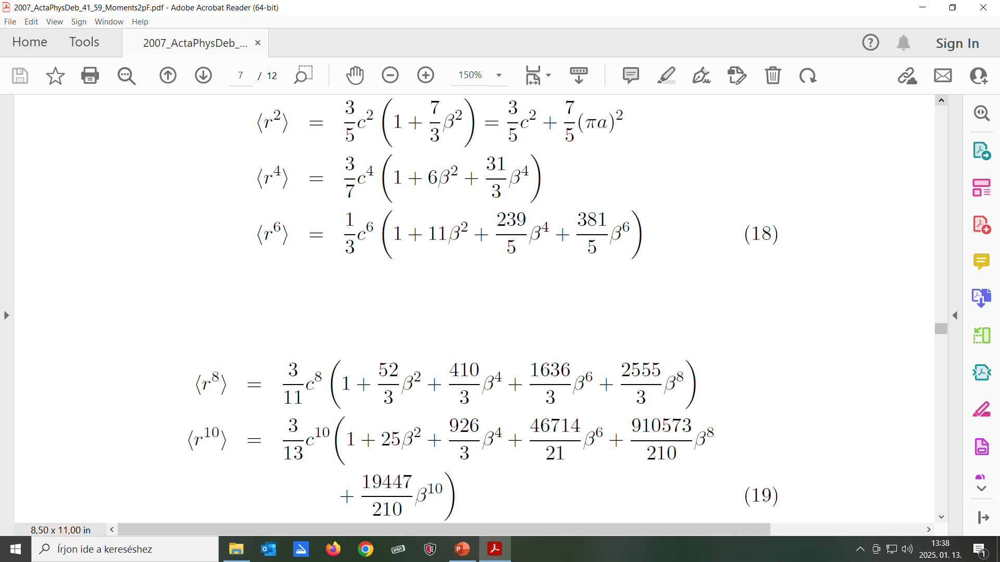 2007_ActaPhysDeb_41_59_Moments2pF.pdf - Adobe Acrobat Reader (64-bit)
File Edit View Sign Window Help
Home Tools 2007_ActaPhysDeb_... × Sign In
7 / 12 150%
⟨r²⟩ = 3/5 c² (1 + 7/3 β²) = 3/5 c² + 7/5 (πa)²
⟨r⁴⟩ = 3/7 c⁴ (1 + 6β² + 31/3 β⁴)
⟨r⁶⟩ = 1/3 c⁶ (1 + 11β² + 239/5 β⁴ + 381/5 β⁶) (18)
⟨r⁸⟩ = 3/11 c⁸ (1 + 52/3 β² + 410/3 β⁴ + 1636/3 β⁶ + 2555/3 β⁸)
⟨r¹⁰⟩ = 3/13 c¹⁰ (1 + 25β² + 926/3 β⁴ + 46714/21 β⁶ + 910573/210 β⁸
+ 19447/210 β¹⁰) (19)
8,50 x 11,00 in
Írjon ide a kereséshez
13:38
2025. 01. 13.
1